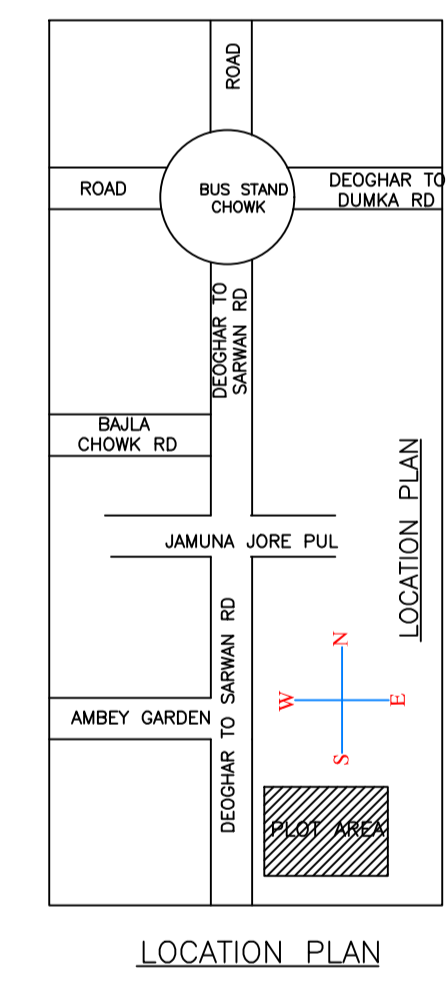 ROAD
ROAD
BUS STAND
CHOWK
DEOGHAR TO
DUMKA RD
DEOGHAR TO
SARWAN RD
BAJLA
CHOWK RD
LOCATION PLAN
JAMUNA JORE PUL
DEOGHAR TO SARWAN RD
N
W
E
S
AMBEY GARDEN
PLOT AREA
LOCATION PLAN